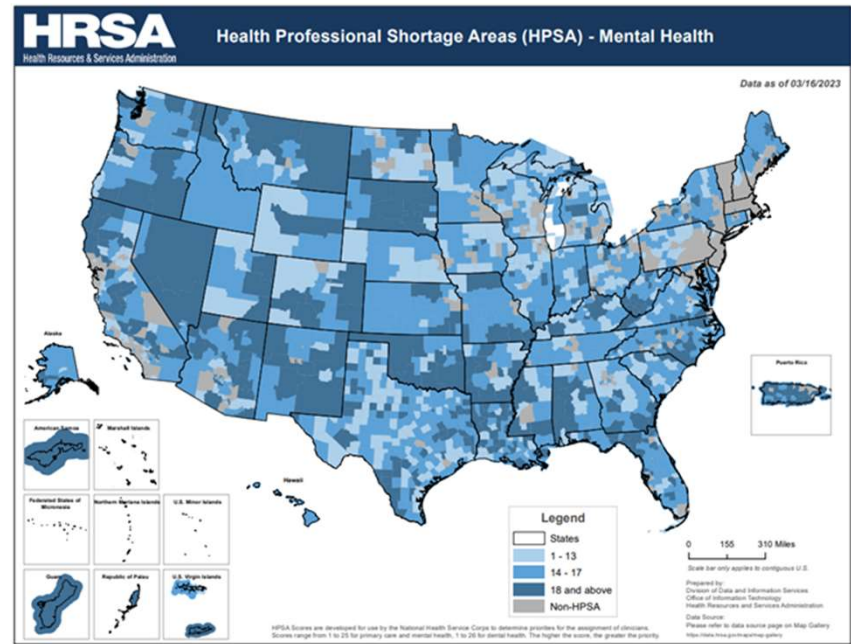 HRSA
Health Resources & Services Administration
Health Professional Shortage Areas (HPSA) - Mental Health
Data as of 03/16/2023
Alaska
Puerto Rico
American Samoa
Marshall Islands
Hawaii
Federated States of
Micronesia
Northern Mariana Islands
U.S. Minor Islands
Guam
Republic of Palau
U.S. Virgin Islands
Legend
States
1 - 13
14 - 17
18 and above
Non-HPSA
0 155 310 Miles
Scale bar only applies to contiguous U.S.
Prepared by:
Division of Data and Information Services
Office of Information Technology
Health Resources and Services Administration
Data Source:
Please refer to data source page on Map Gallery
https://data.hrsa.gov/maps/map-gallery
HPSA Scores are developed for use by the National Health Service Corps to determine priorities for the assignment of clinicians.
Scores range from 1 to 25 for primary care and mental health, 1 to 26 for dental health. The higher the score, the greater the priority.